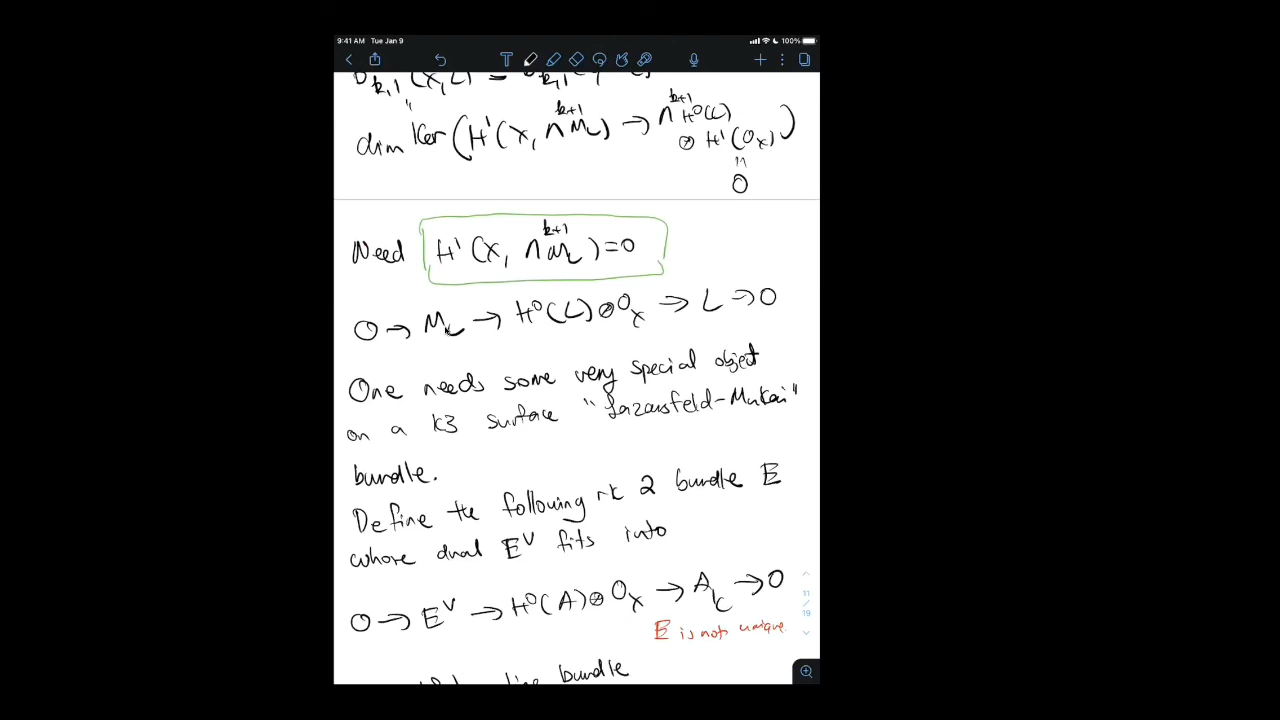 9:41 AM Tue Jan 9
100%
dim Ker (H¹(X, ∧^{k+1} M_L) → ∧^{k+1} H⁰(L) ⊗ H¹(O_X))
"
0
Need H¹(X, ∧^{k+1} M_L) = 0
0 → M_L → H⁰(L) ⊗ O_X → L → 0
One needs some very special object
on a K3 surface "Lazarsfeld-Mukai"
bundle.
Define the following rk 2 bundle E
whose dual E^V fits into
0 → E^V → H⁰(A) ⊗ O_X → A_C → 0
E is not unique.
11
/
19
line bundle